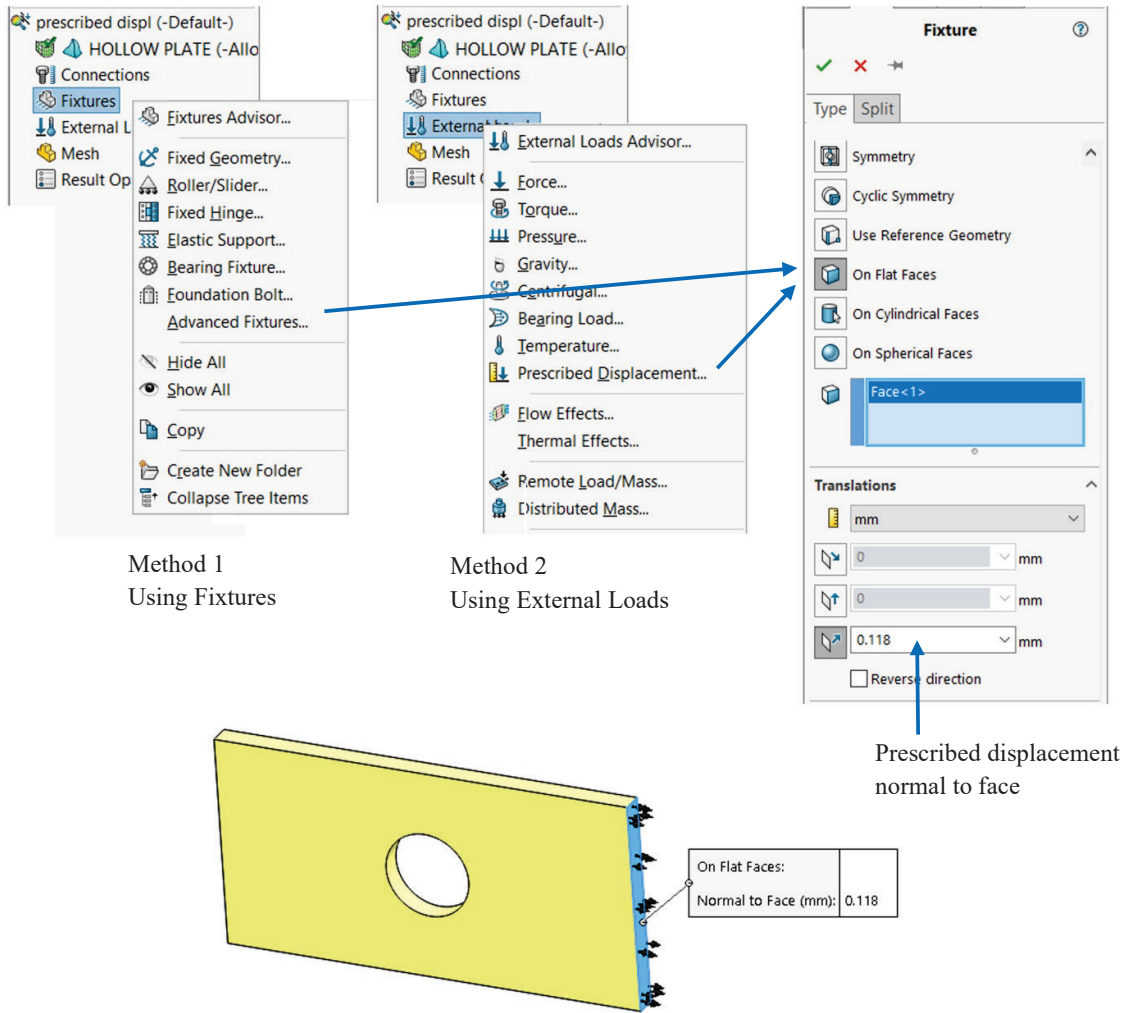 prescribed displ (-Default-)
HOLLOW PLATE (-Allo
Connections
Fixtures
External L
Mesh
Result Op
Fixtures Advisor...
Fixed Geometry...
Roller/Slider...
Fixed Hinge...
Elastic Support...
Bearing Fixture...
Foundation Bolt...
Advanced Fixtures...
Hide All
Show All
Copy
Create New Folder
Collapse Tree Items
Method 1
Using Fixtures
prescribed displ (-Default-)
HOLLOW PLATE (-Allo
Connections
Fixtures
External
Mesh
Result
External Loads Advisor...
Force...
Torque...
Pressure...
Gravity...
Centrifugal...
Bearing Load...
Temperature...
Prescribed Displacement...
Flow Effects...
Thermal Effects...
Remote Load/Mass...
Distributed Mass...
Method 2
Using External Loads
Fixture
Type Split
Symmetry
Cyclic Symmetry
Use Reference Geometry
On Flat Faces
On Cylindrical Faces
On Spherical Faces
Face<1>
Translations
mm
0 mm
0 mm
0.118 mm
Reverse direction
Prescribed displacement
normal to face
On Flat Faces:
Normal to Face (mm): 0.118